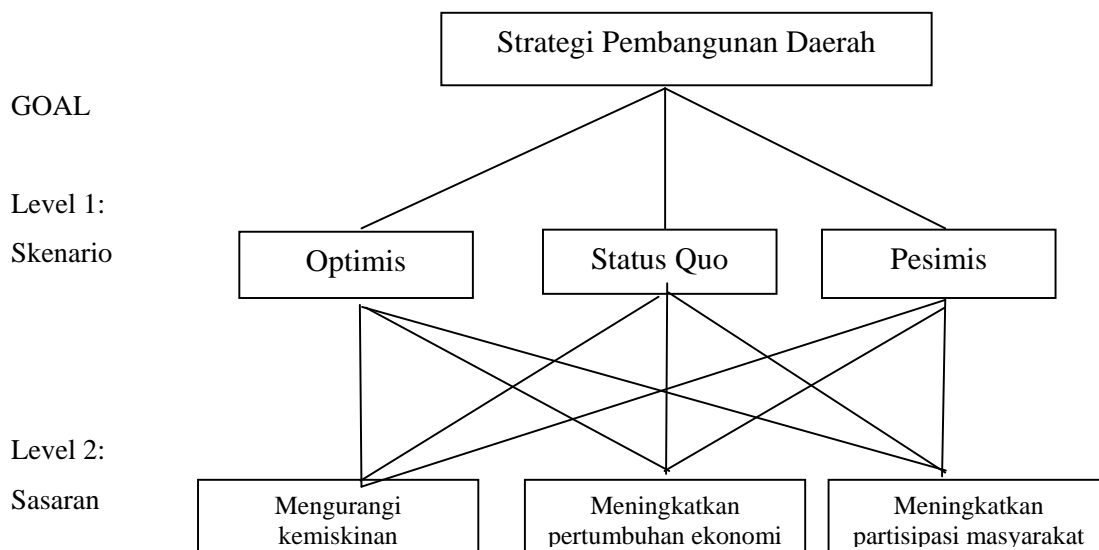 Strategi Pembangunan Daerah
GOAL
Level 1:
Skenario
Optimis
Status Quo
Pesimis
Level 2:
Sasaran
Mengurangi
kemiskinan
Meningkatkan
pertumbuhan ekonomi
Meningkatkan
partisipasi masyarakat